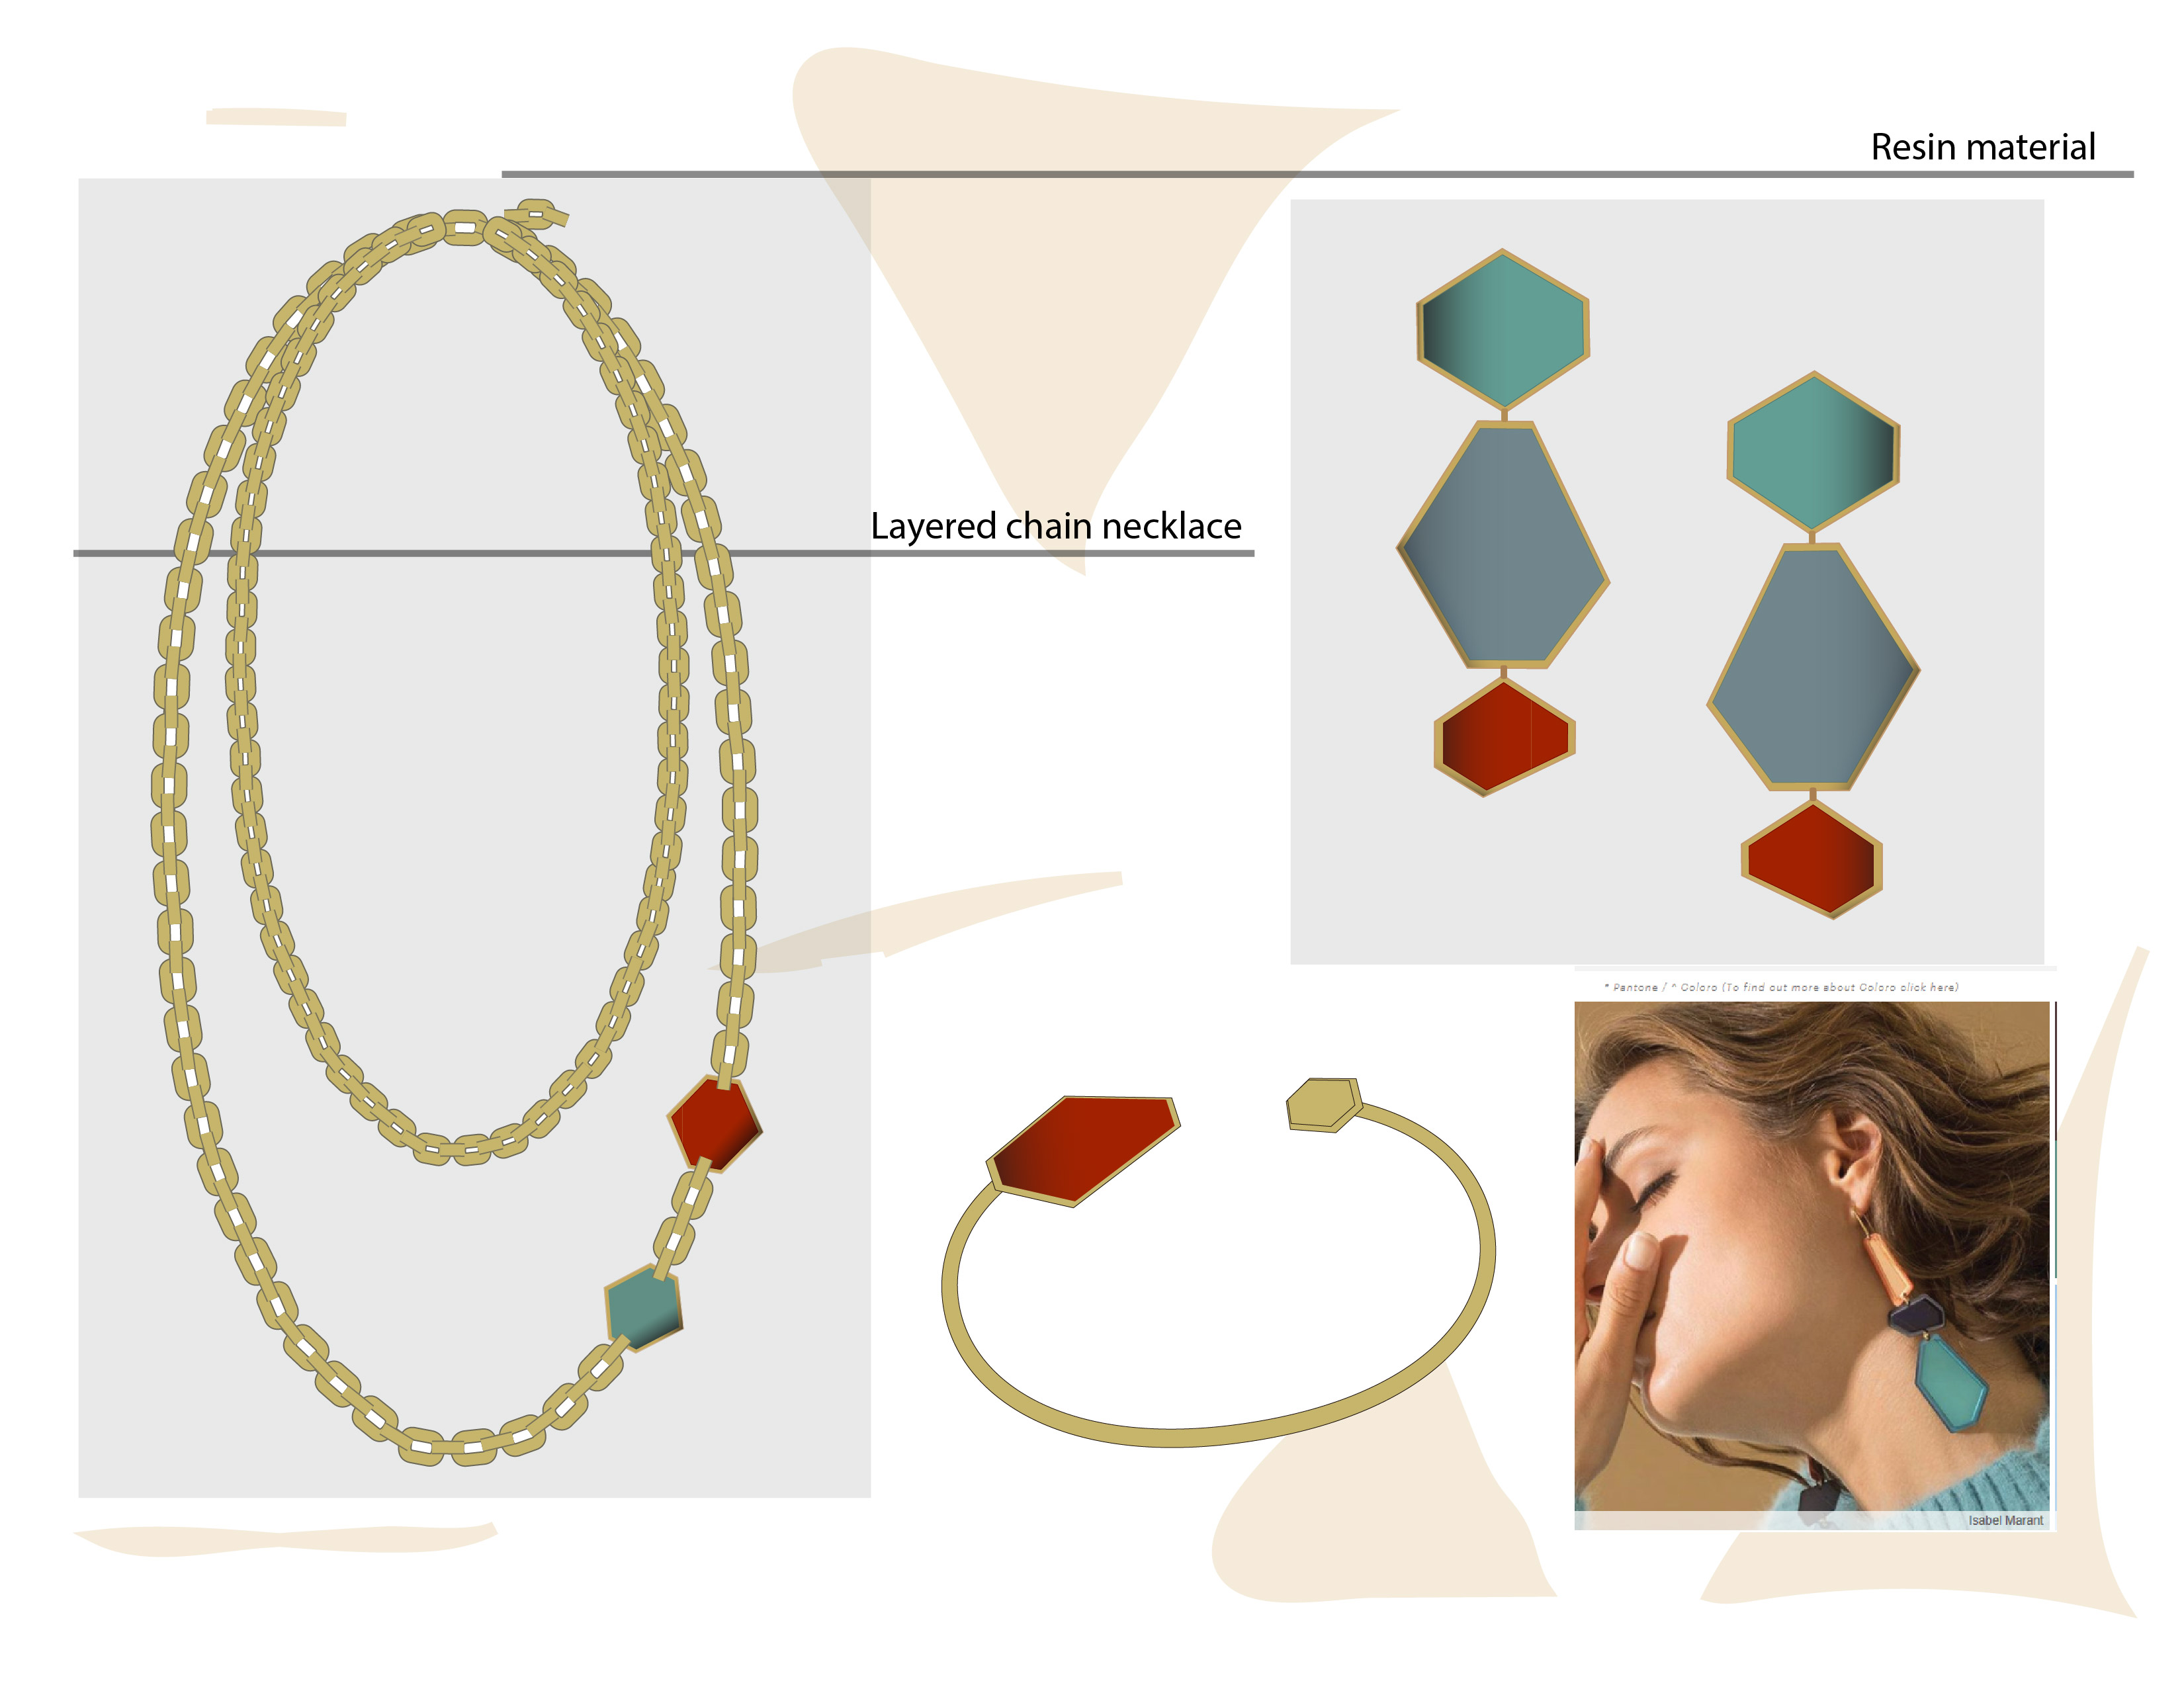 Resin material
Layered chain necklace
* Pantone / ^ Coloro (To find out more about Coloro click here)
Isabel Marant